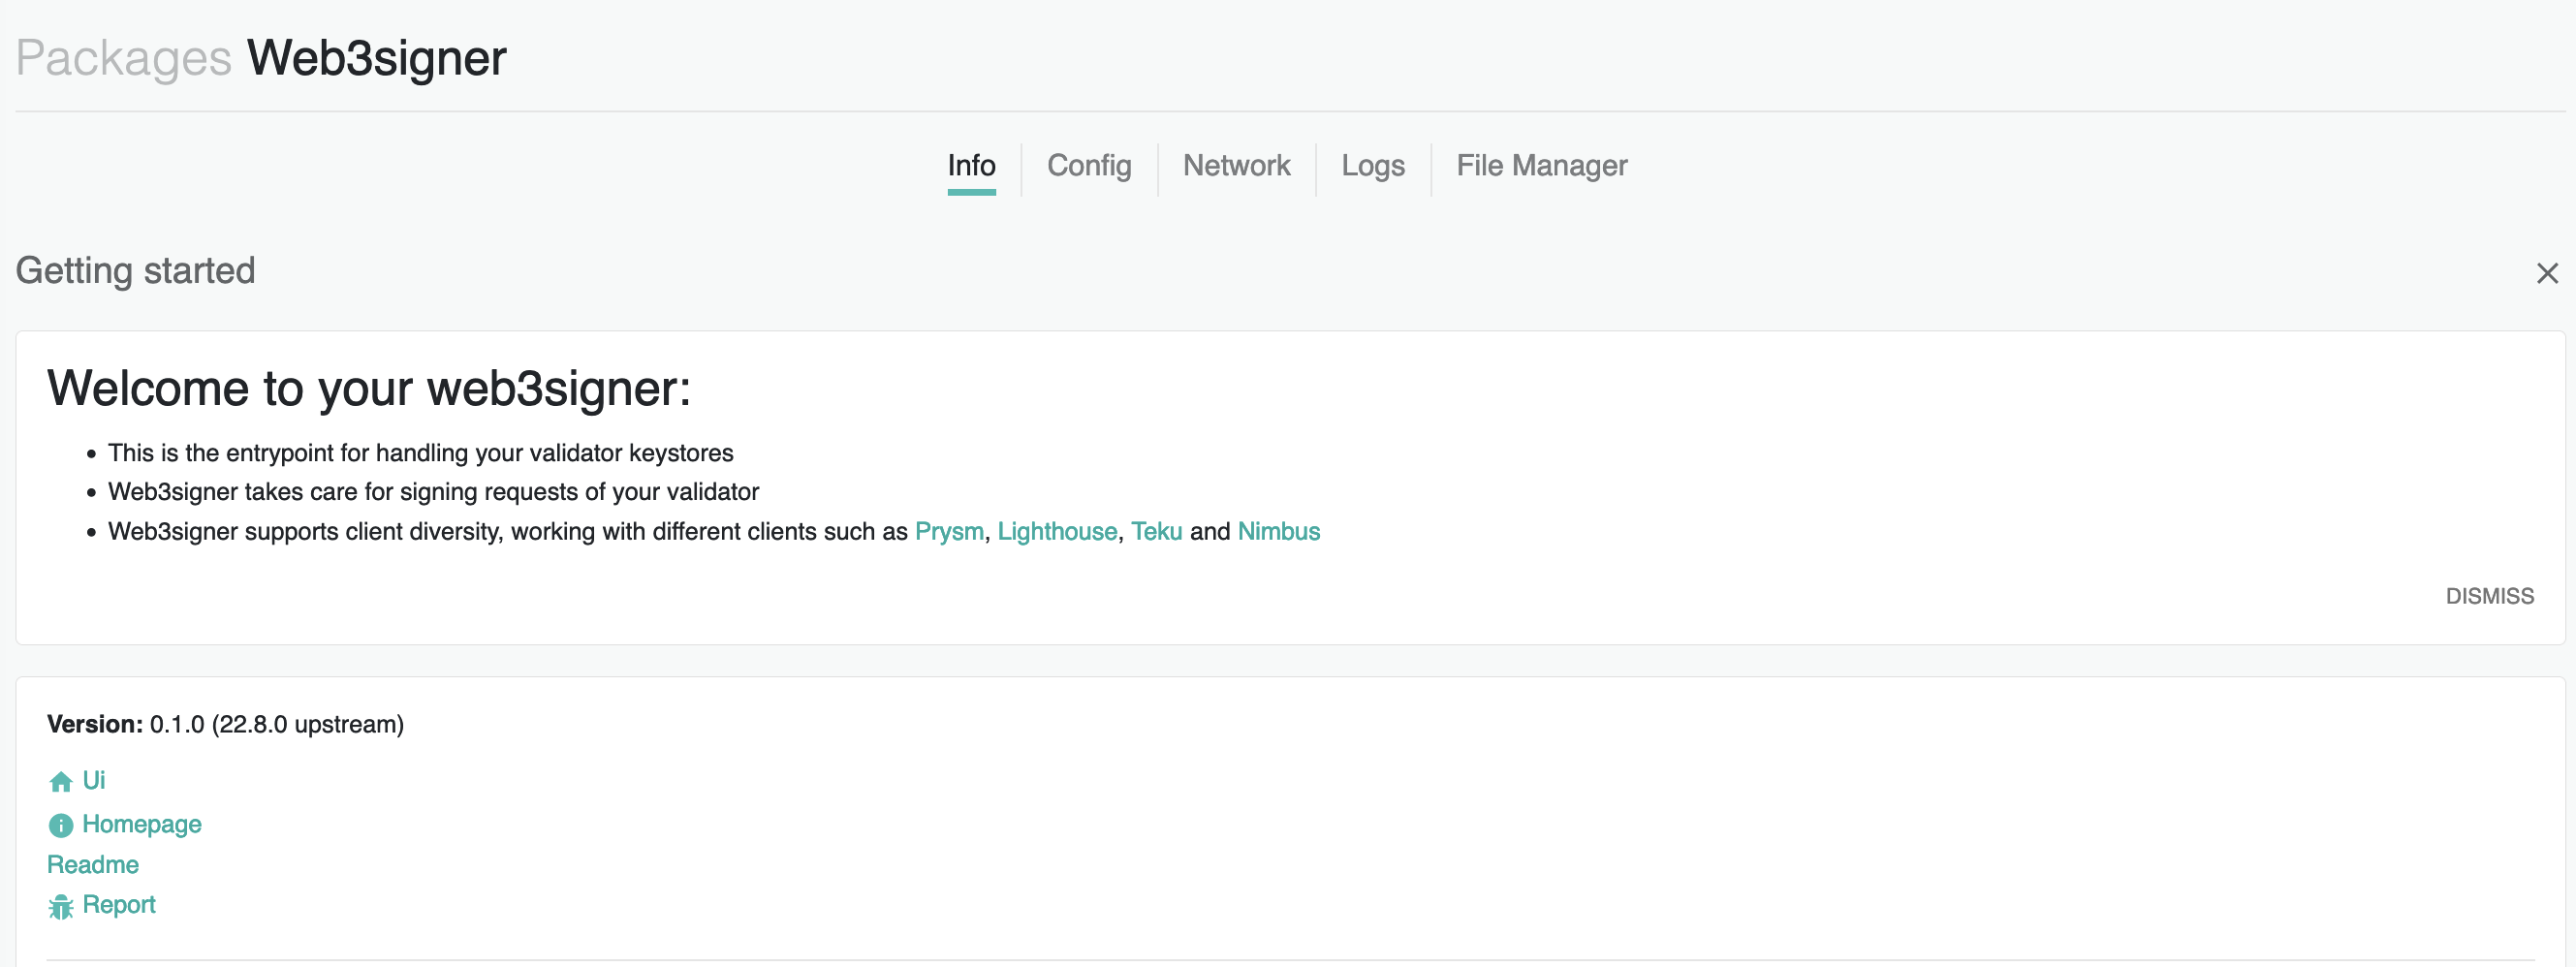 Packages Web3signer
Info Config Network Logs File Manager
Getting started
Welcome to your web3signer:
This is the entrypoint for handling your validator keystores
Web3signer takes care for signing requests of your validator
Web3signer supports client diversity, working with different clients such as Prysm, Lighthouse, Teku and Nimbus
DISMISS
Version: 0.1.0 (22.8.0 upstream)
Ui
Homepage
Readme
Report